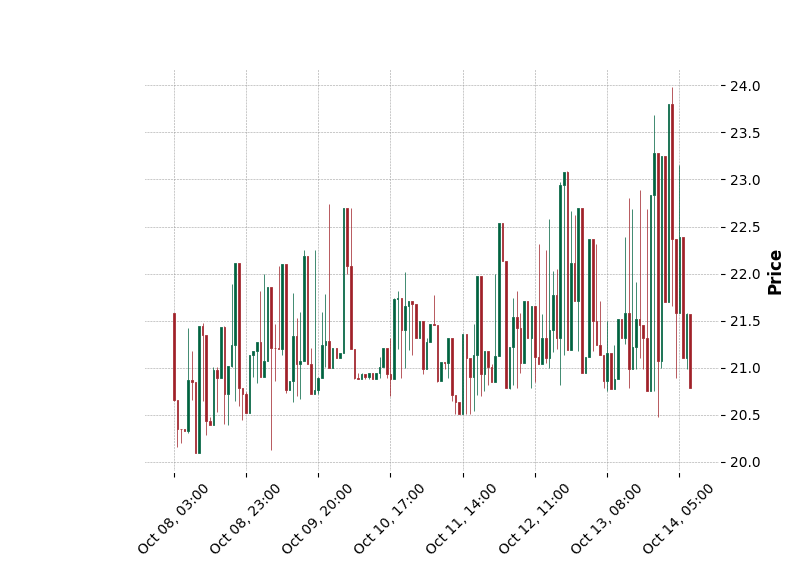 24.0
23.5
23.0
22.5
22.0
21.5
21.0
20.5
20.0
Price
Oct 08, 03:00
Oct 08, 23:00
Oct 09, 20:00
Oct 10, 17:00
Oct 11, 14:00
Oct 12, 11:00
Oct 13, 08:00
Oct 14, 05:00